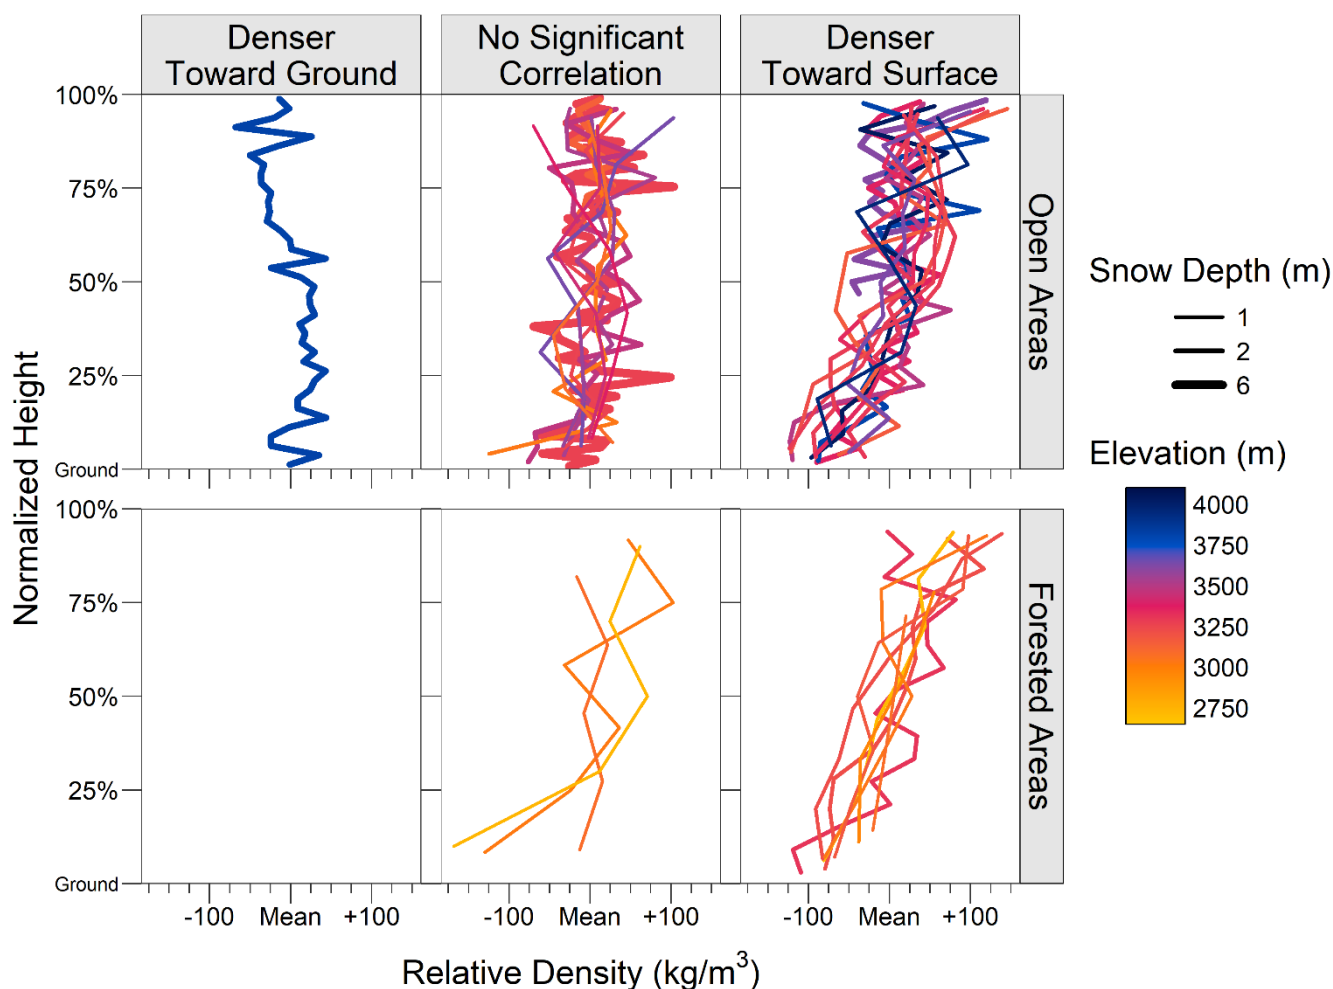 Denser
Toward Ground
No Significant
Correlation
Denser
Toward Surface
100%
75%
50%
25%
Ground
Open Areas
100%
75%
50%
25%
Ground
Forested Areas
Normalized Height
-100 Mean +100
-100 Mean +100
-100 Mean +100
Relative Density (kg/m³)
Snow Depth (m)
1
2
6
Elevation (m)
4000
3750
3500
3250
3000
2750